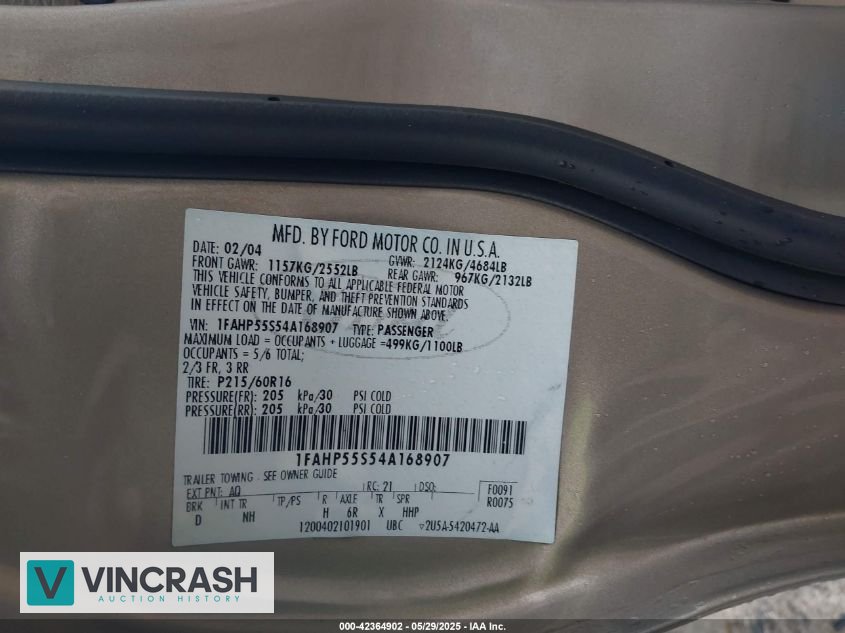 MFD. BY FORD MOTOR CO. IN U.S.A.
DATE: 02/04 GVWR: 2124KG/4684LB
FRONT GAWR: 1157KG/2552LB REAR GAWR: 967KG/2132LB
THIS VEHICLE CONFORMS TO ALL APPLICABLE FEDERAL MOTOR
VEHICLE SAFETY, BUMPER, AND THEFT PREVENTION STANDARDS
IN EFFECT ON THE DATE OF MANUFACTURE SHOWN ABOVE.
VIN: 1FAHP55S54A168907 TYPE: PASSENGER
MAXIMUM LOAD = OCCUPANTS + LUGGAGE =499KG/1100LB
OCCUPANTS = 5/6 TOTAL;
2/3 FR, 3 RR
TIRE: P215/60R16
PRESSURE(FR): 205 kPa/30 PSI COLD
PRESSURE(RR): 205 kPa/30 PSI COLD
1FAHP55S54A168907
TRAILER TOWING - SEE OWNER GUIDE
EXT PNT: AQ RC: 21 DSO: F0091
BRK INT TR TP/PS R AXLE TR SPR R0075
D NH H 6R X HHP
1200402101901 UBC ▽2U5A-5420472-AA
VINCRASH
AUCTION HISTORY
000-42364902 - 05/29/2025 - IAA Inc.